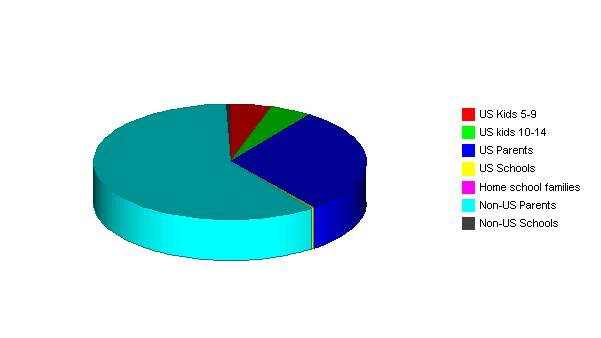 US Kids 5-9
US kids 10-14
US Parents
US Schools
Home school families
Non-US Parents
Non-US Schools